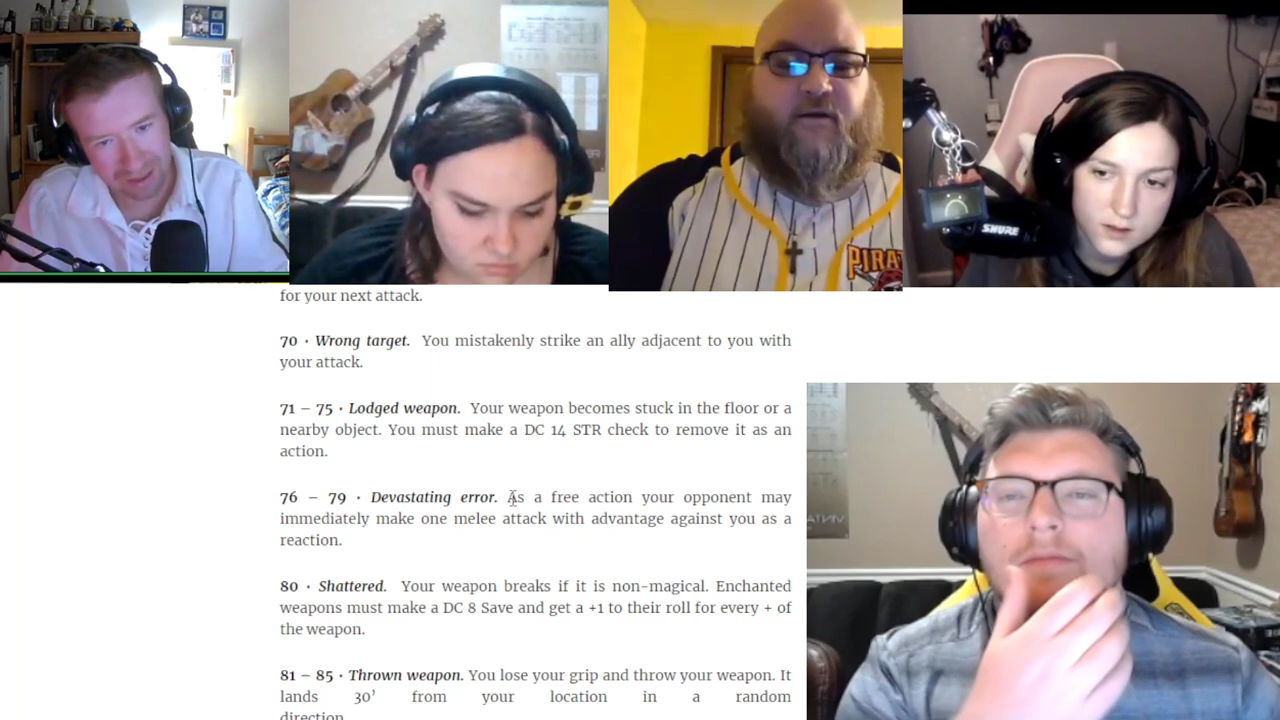 SHURE
PIRA
for your next attack.
70 · Wrong target. You mistakenly strike an ally adjacent to you with
your attack.
71 – 75 · Lodged weapon. Your weapon becomes stuck in the floor or a
nearby object. You must make a DC 14 STR check to remove it as an
action.
76 – 79 · Devastating error. As a free action your opponent may
immediately make one melee attack with advantage against you as a
reaction.
80 · Shattered. Your weapon breaks if it is non-magical. Enchanted
weapons must make a DC 8 Save and get a +1 to their roll for every + of
the weapon.
81 – 85 · Thrown weapon. You lose your grip and throw your weapon. It
lands 30’ from your location in a random
direction.